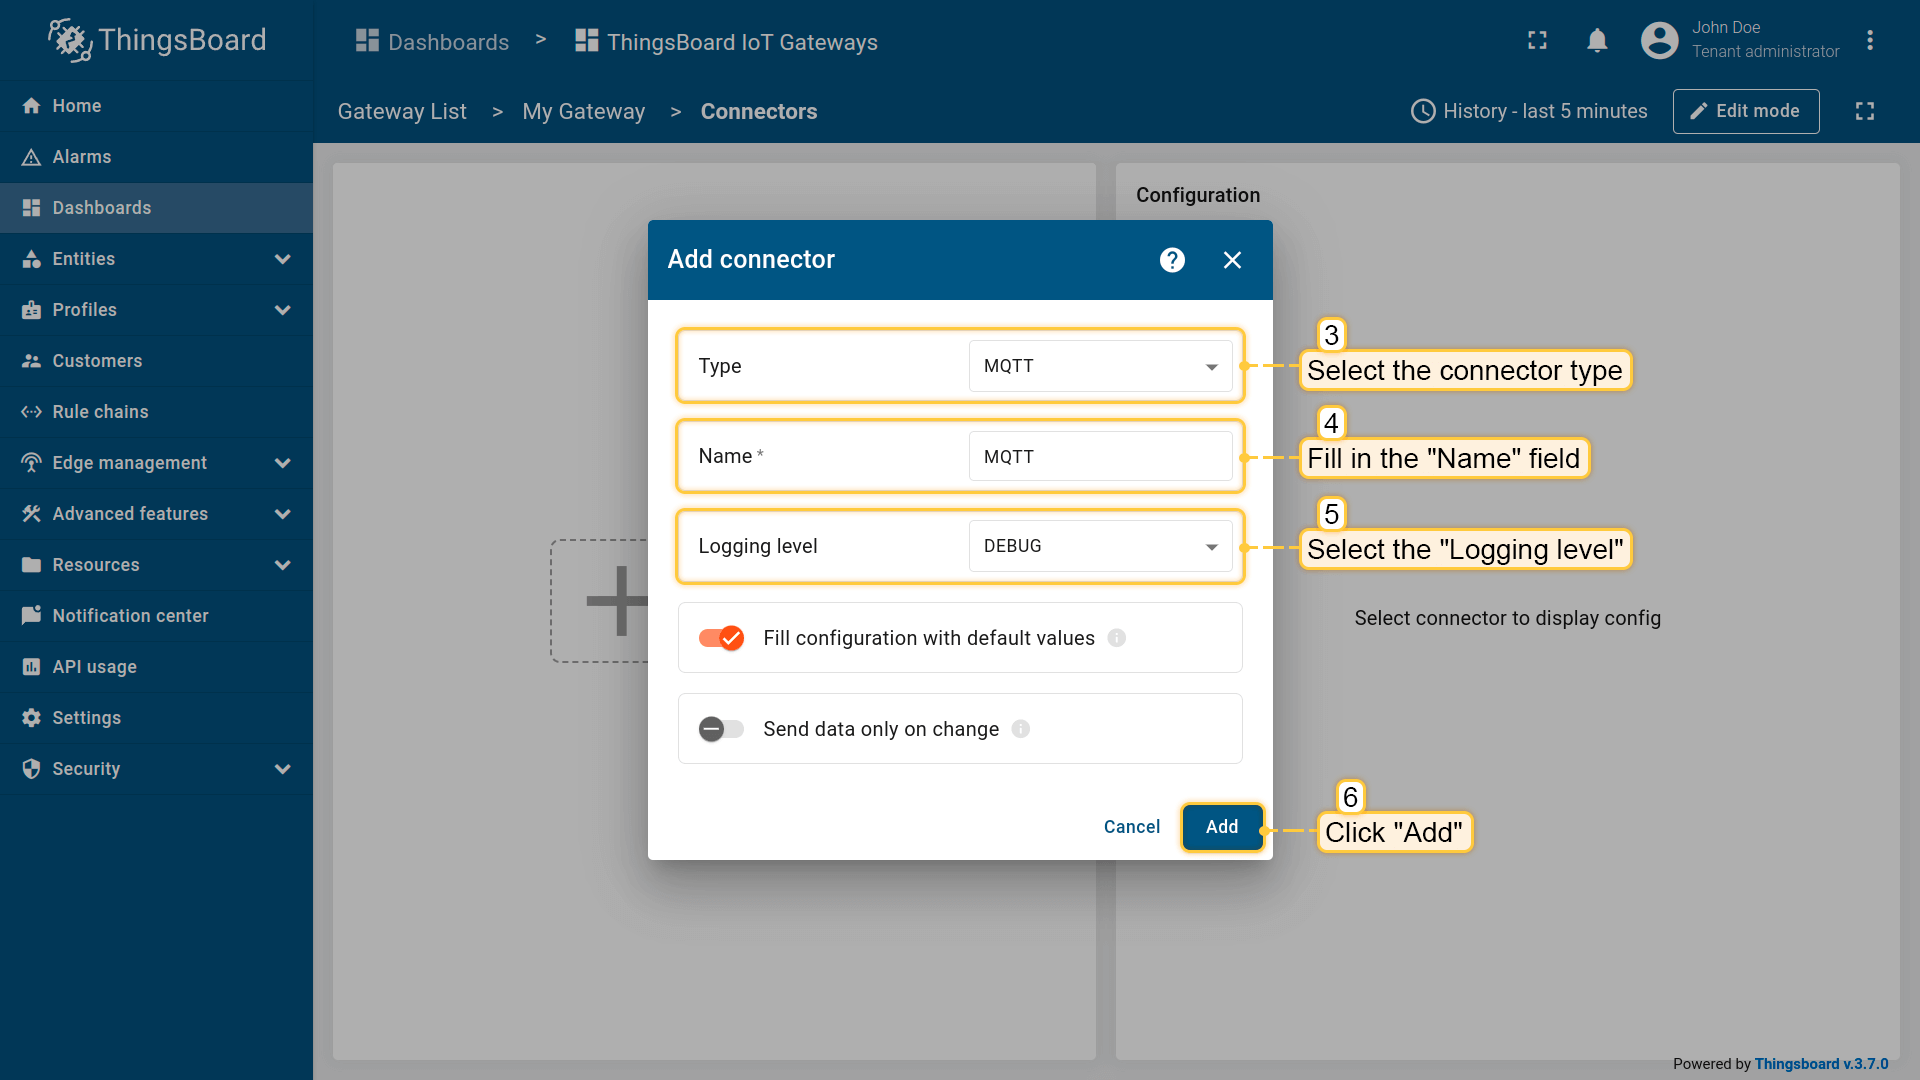 ThingsBoard
Dashboards > ThingsBoard IoT Gateways
John Doe
Tenant administrator
Home
Alarms
Dashboards
Entities
Profiles
Customers
Rule chains
Edge management
Advanced features
Resources
Notification center
API usage
Settings
Security
Gateway List > My Gateway > Connectors
History - last 5 minutes
Edit mode
Configuration
Select connector to display config
Add connector
?
Type
MQTT
Name *
MQTT
Logging level
DEBUG
Fill configuration with default values
Send data only on change
Cancel
Add
3
Select the connector type
4
Fill in the "Name" field
5
Select the "Logging level"
6
Click "Add"
Powered by Thingsboard v.3.7.0